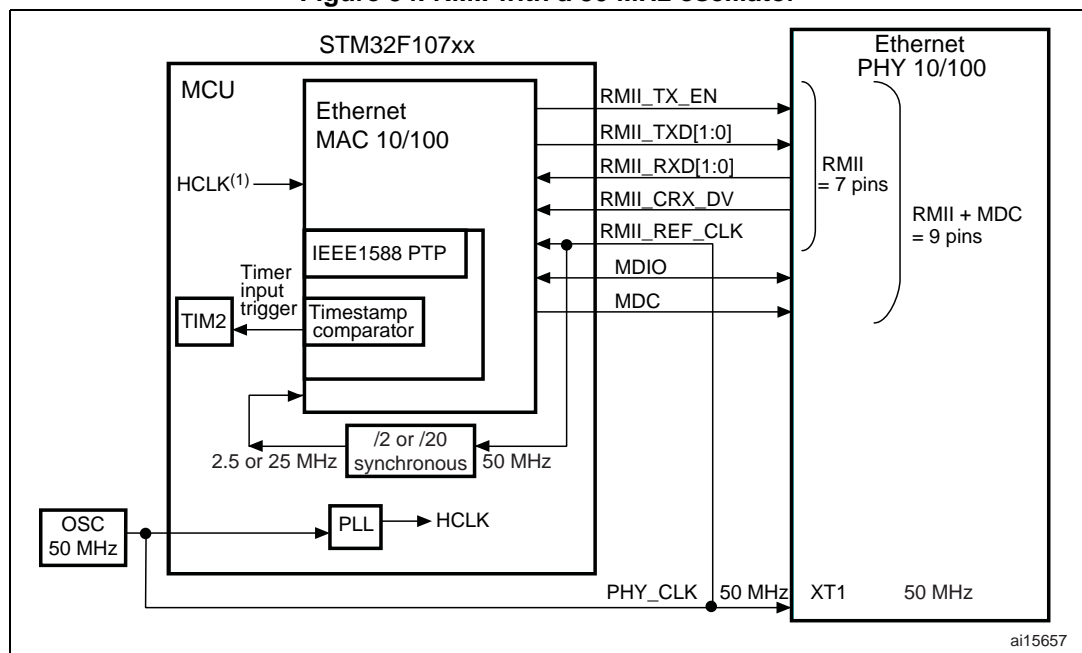 STM32F107xx
MCU
Ethernet
MAC 10/100
HCLK(1)
IEEE1588 PTP
Timer
input
trigger
TIM2
Timestamp
comparator
/2 or /20
synchronous
2.5 or 25 MHz
50 MHz
OSC
50 MHz
PLL
HCLK
RMII_TX_EN
RMII_TXD[1:0]
RMII_RXD[1:0]
RMII_CRX_DV
RMII_REF_CLK
MDIO
MDC
Ethernet
PHY 10/100
RMII
= 7 pins
RMII + MDC
= 9 pins
PHY_CLK 50 MHz
XT1 50 MHz
ai15657